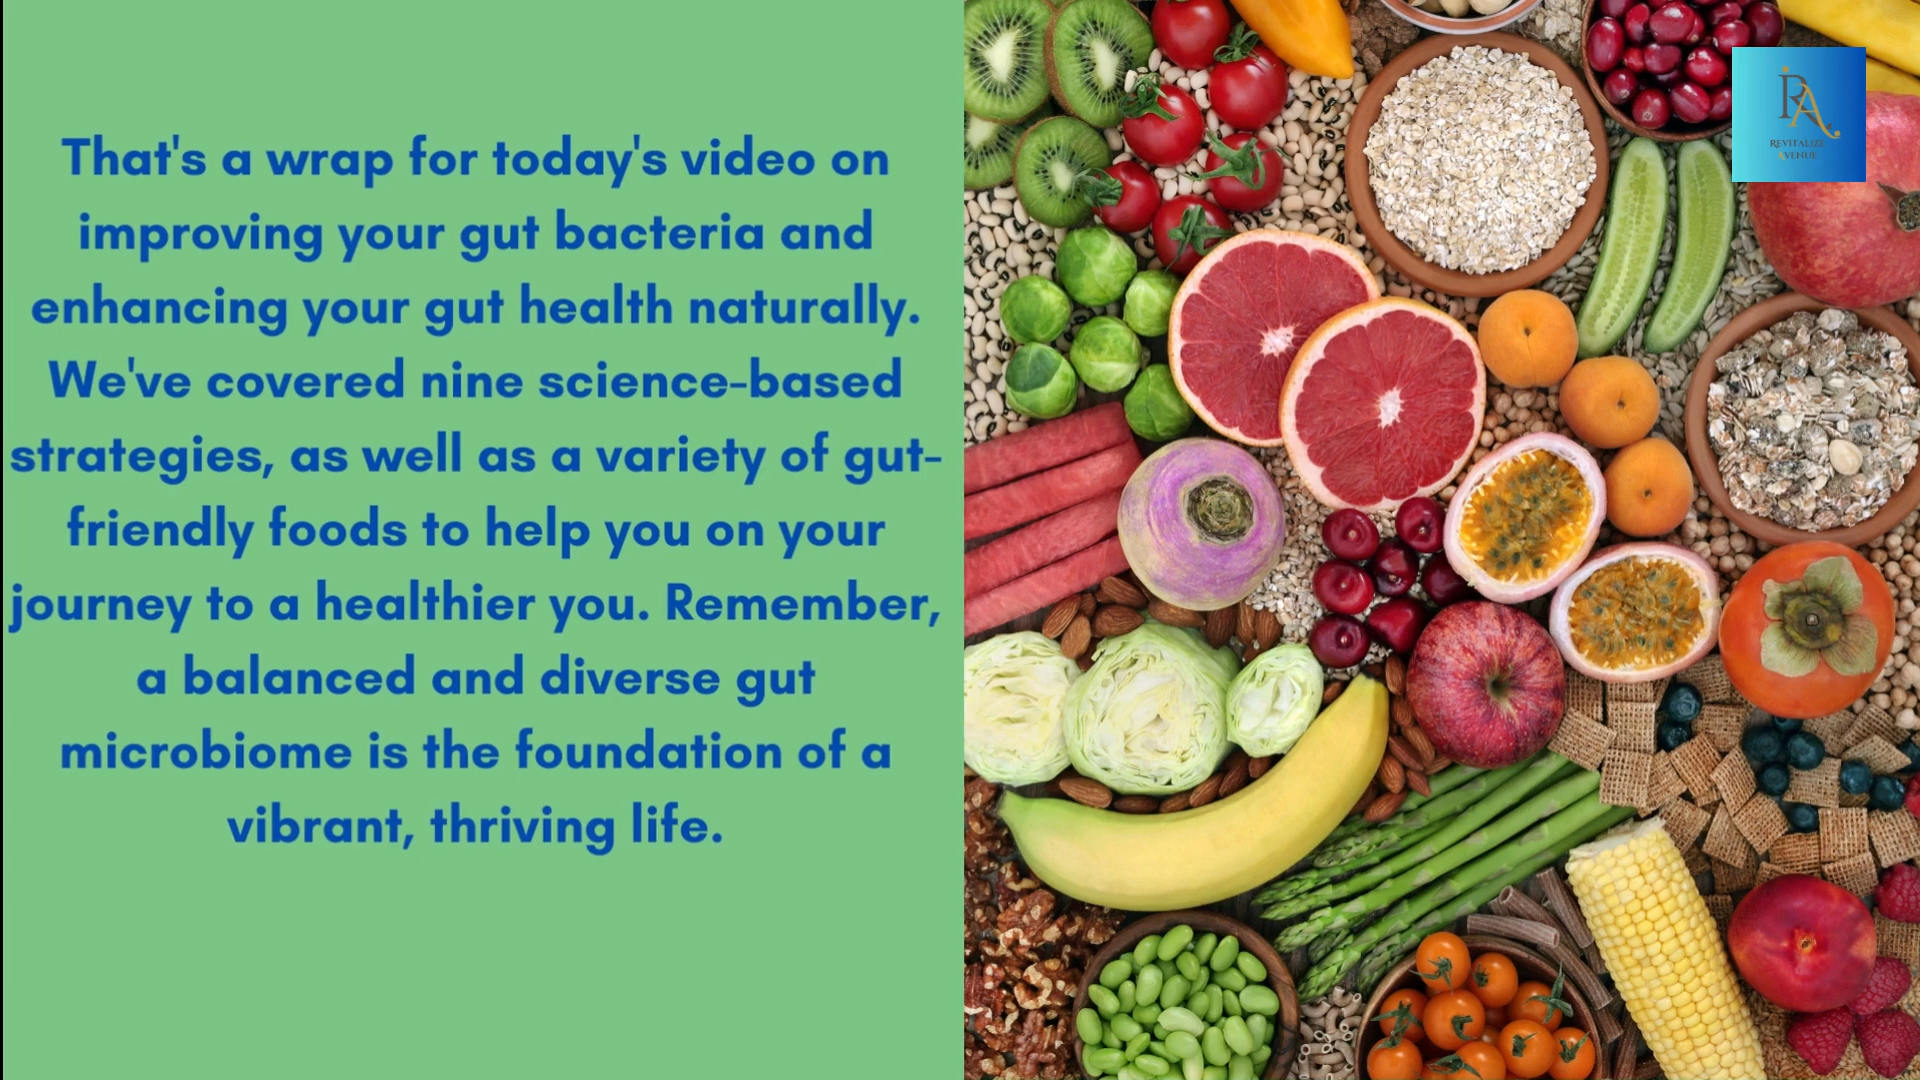 That's a wrap for today's video on
improving your gut bacteria and
enhancing your gut health naturally.
We've covered nine science-based
strategies, as well as a variety of gut-
friendly foods to help you on your
journey to a healthier you. Remember,
a balanced and diverse gut
microbiome is the foundation of a
vibrant, thriving life.
RA
REVITALIZE
AVENUE